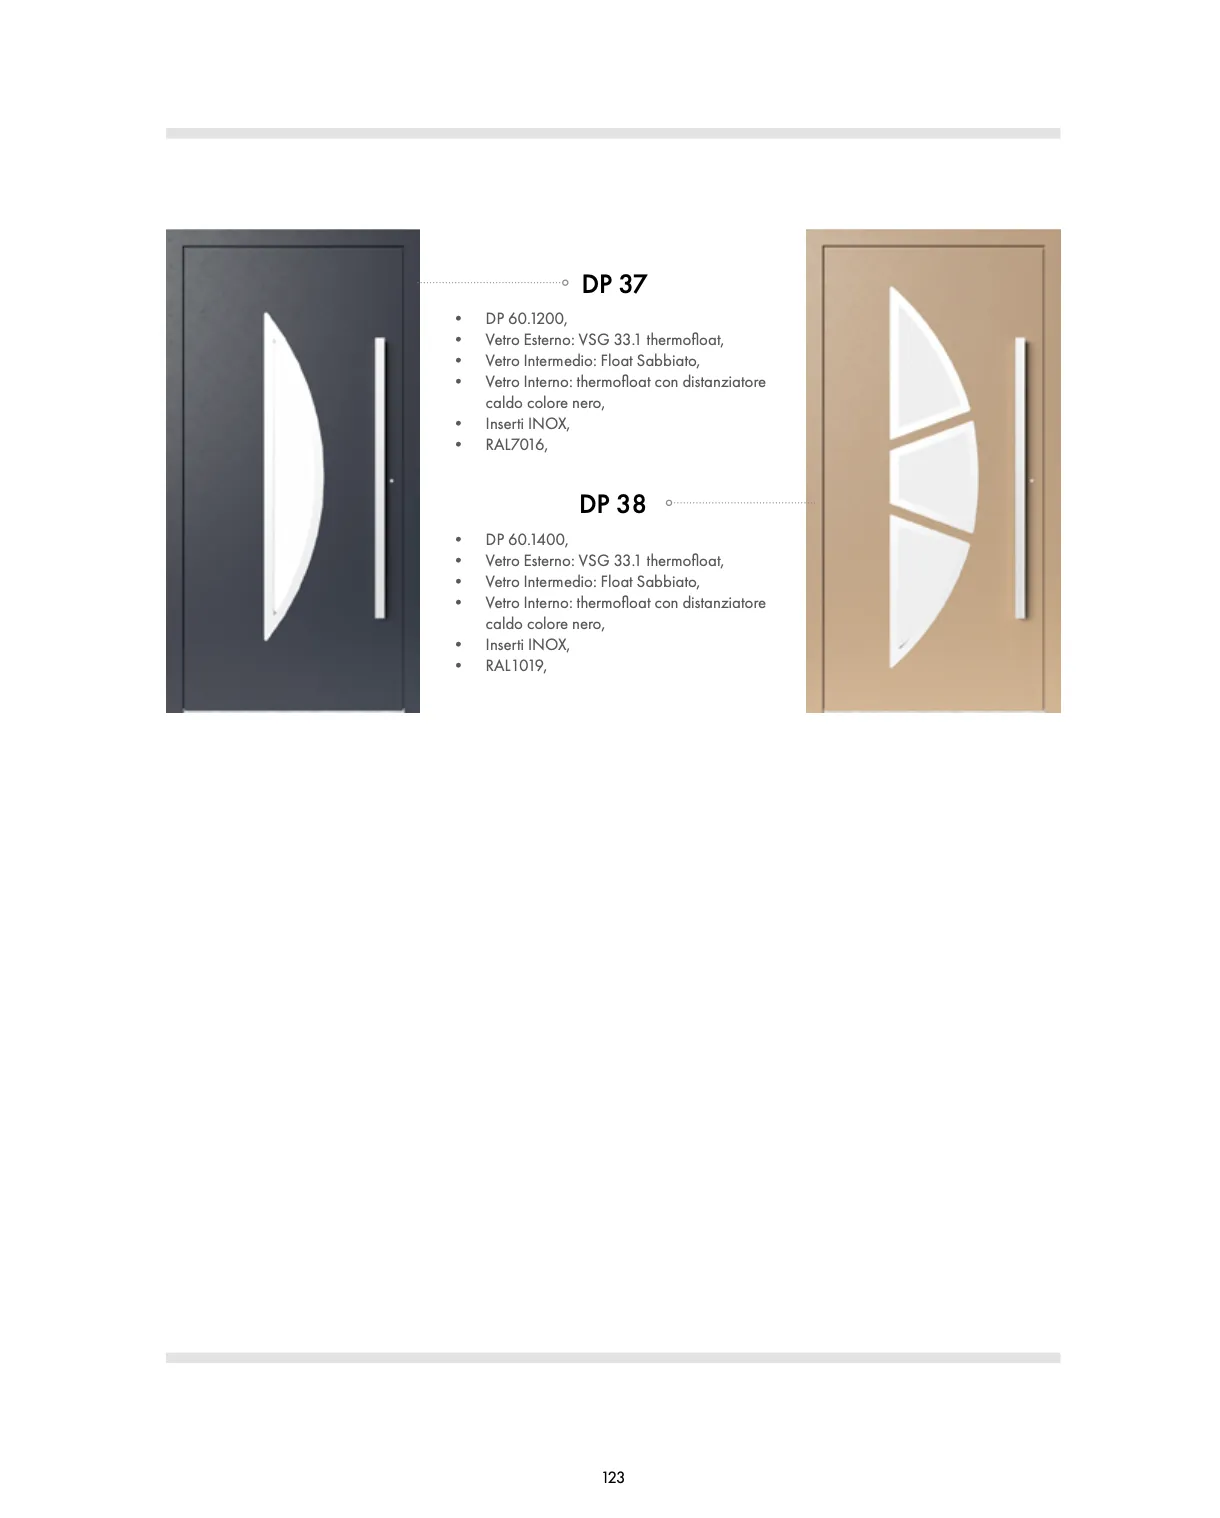 DP 37
• DP 60.1200,
• Vetro Esterno: VSG 33.1 thermofloat,
• Vetro Intermedio: Float Sabbiato,
• Vetro Interno: thermofloat con distanziatore
caldo colore nero,
• Inserti INOX,
• RAL7016,
DP 38
• DP 60.1400,
• Vetro Esterno: VSG 33.1 thermofloat,
• Vetro Intermedio: Float Sabbiato,
• Vetro Interno: thermofloat con distanziatore
caldo colore nero,
• Inserti INOX,
• RAL1019,
123